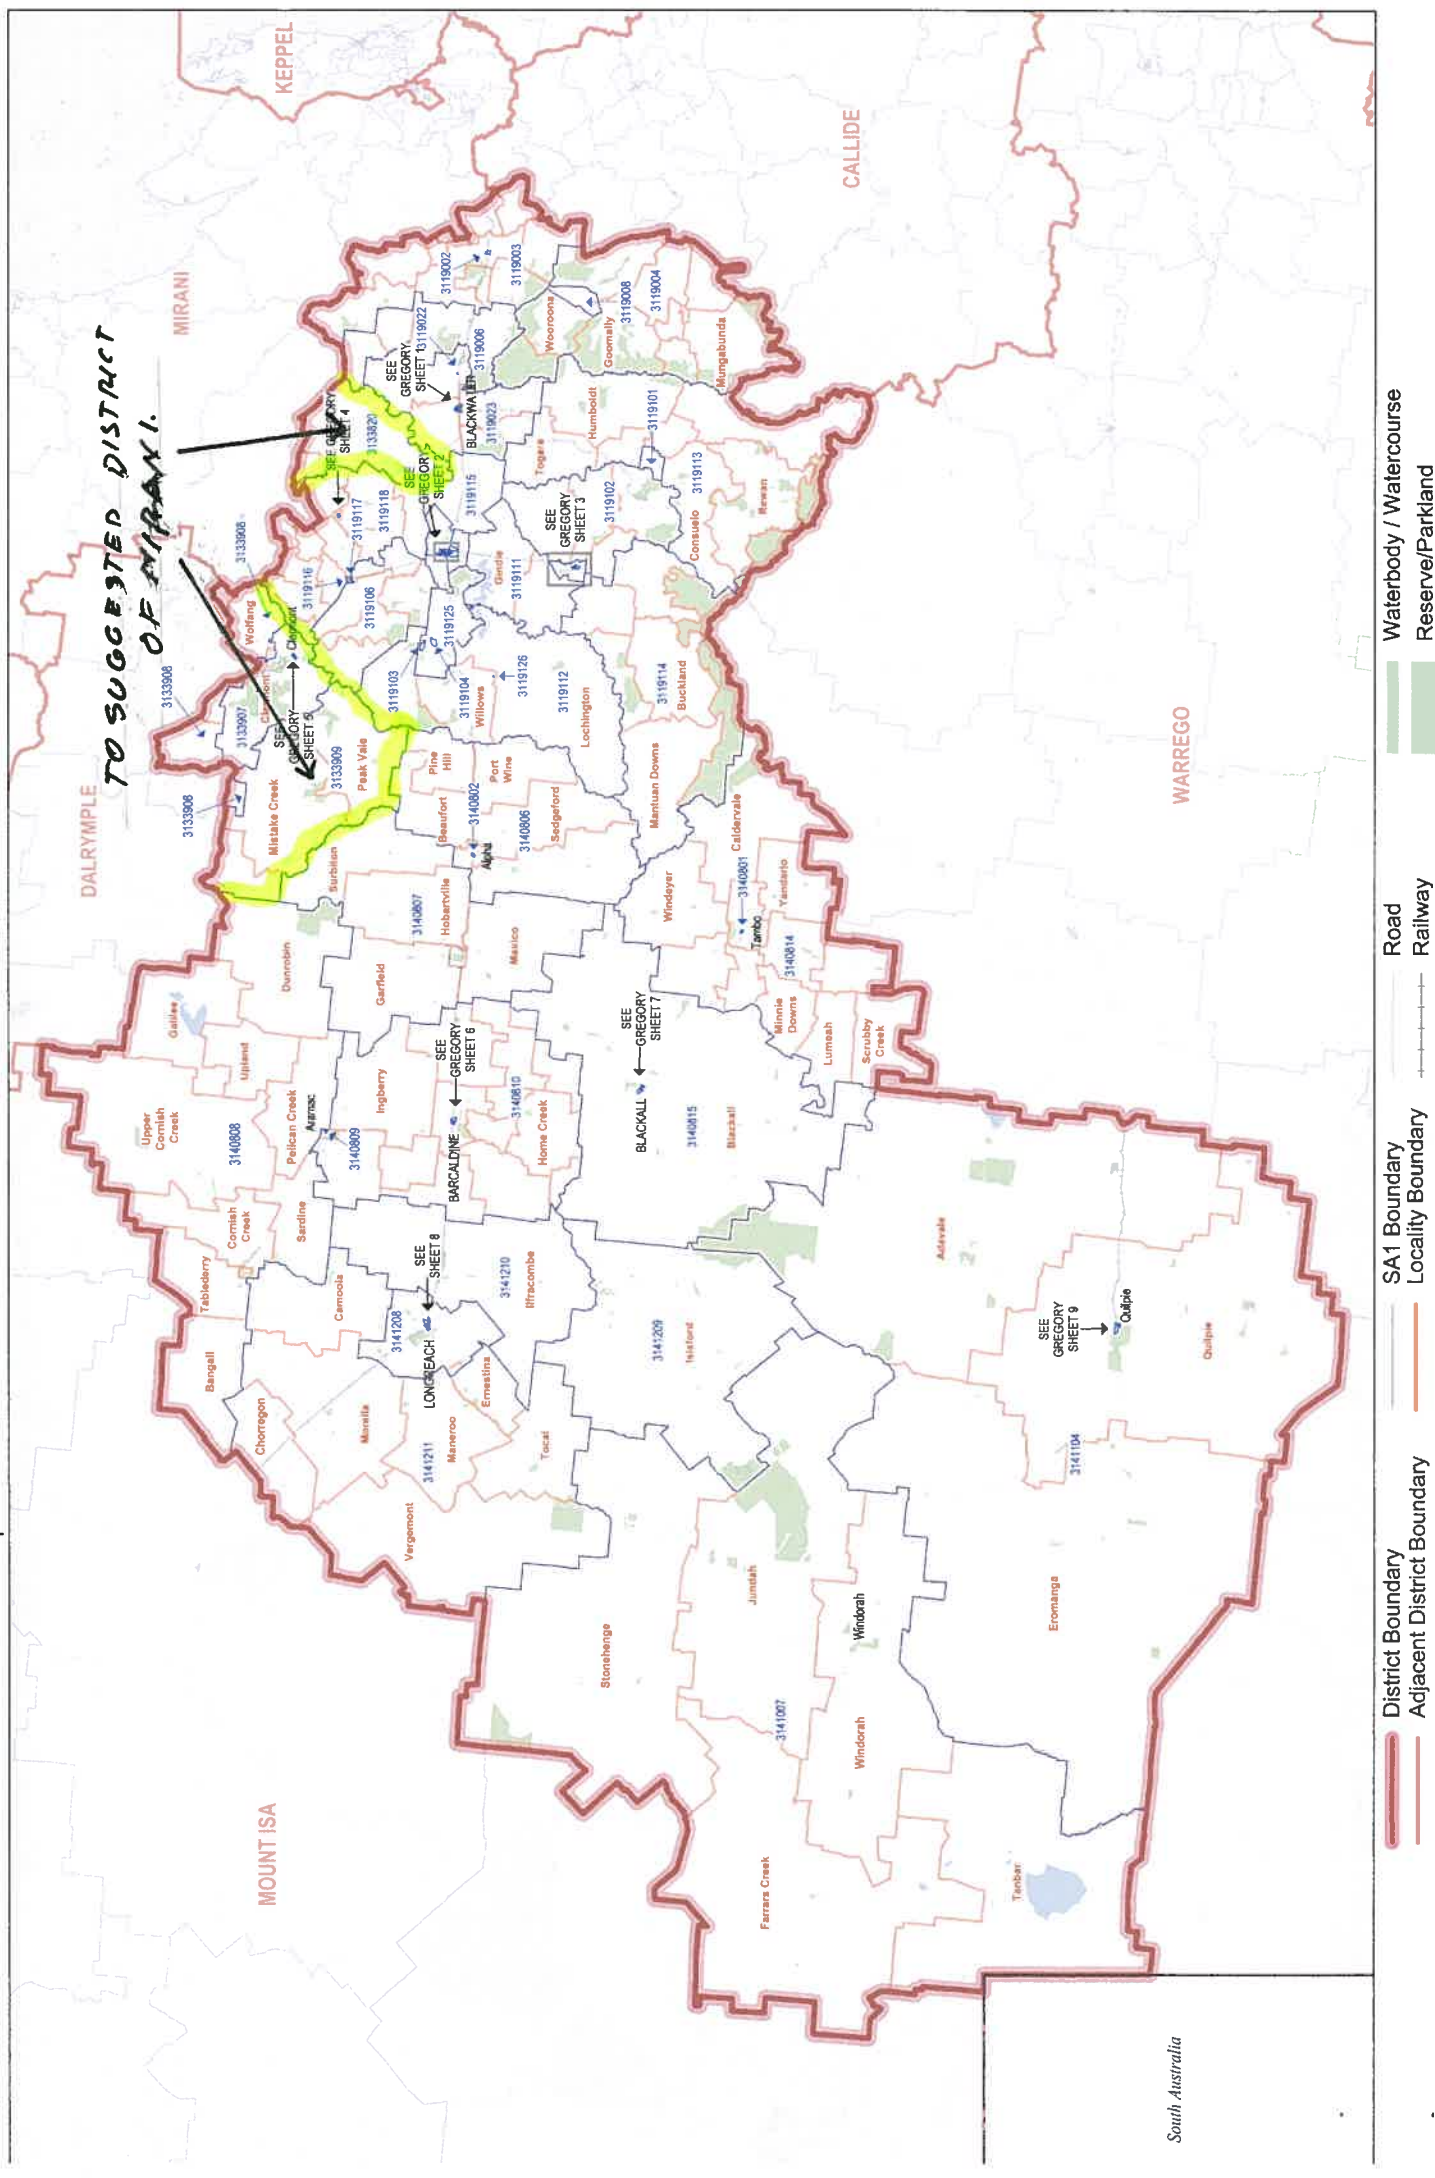 TO SUGGESTED DISTRICT
OF MIRANI.
KEPPEL
MIRANI
DALRYMPLE
CALLIDE
WARREGO
MOUNT ISA
South Australia
3133908
3133908
3133906
3133907
Wolfang
Clermont
Clermont
SEE
GREGORY
SHEET 5
3133909
Peak Vale
Mistake Creek
Surbiton
SEE GREGORY
SHEET 4
3133820
3119117
3119118
3119116
3119106
SEE
GREGORY
SHEET 2
3119115
SEE
GREGORY
SHEET 1
3119022
3119002
3119003
3119006
BLACKWATER
3119023
Wooroona
Goomally
3119008
3119004
Mungabunda
Humboldt
3119101
Togara
3119102
3119113
SEE
GREGORY
SHEET 3
Consuelo
Rewan
Gindie
3119111
3119125
3119103
3119104
Willows
3119126
3119112
Lochington
3119114
Buckland
Mantuan Downs
Pine
Hill
Port
Wine
Beaufort
3140802
Alpha
3140806
Sedgeford
Caldervale
3140801
Tambo
Yandarlo
3140814
Windeyer
Minnie
Downs
Lumeah
Scrubby
Creek
Hobartville
3140807
Mexico
Garfield
Dunrobin
Galilee
Upland
Upper
Cornish
Creek
3140808
Pelican Creek
Aramac
3140809
Ingberry
SEE
GREGORY
SHEET 6
BARCALDINE
3140810
Home Creek
SEE
GREGORY
SHEET 7
BLACKALL
3140815
Blackall
Cornish
Creek
Sardine
Tablederry
Bangall
Camoola
SEE
SHEET 8
3141208
LONGREACH
3141210
Ilfracombe
Ernestina
Chorregon
Morella
Maneroo
3141211
Tocal
Vergemont
3141209
Isisford
Adavale
SEE
GREGORY
SHEET 9
Quilpie
Quilpie
3141104
Eromanga
Stonehenge
Jundah
Windorah
Windorah
3141007
Farrars Creek
Tanbar
District Boundary
Adjacent District Boundary
SA1 Boundary
Locality Boundary
Road
Railway
Waterbody / Watercourse
Reserve/Parkland